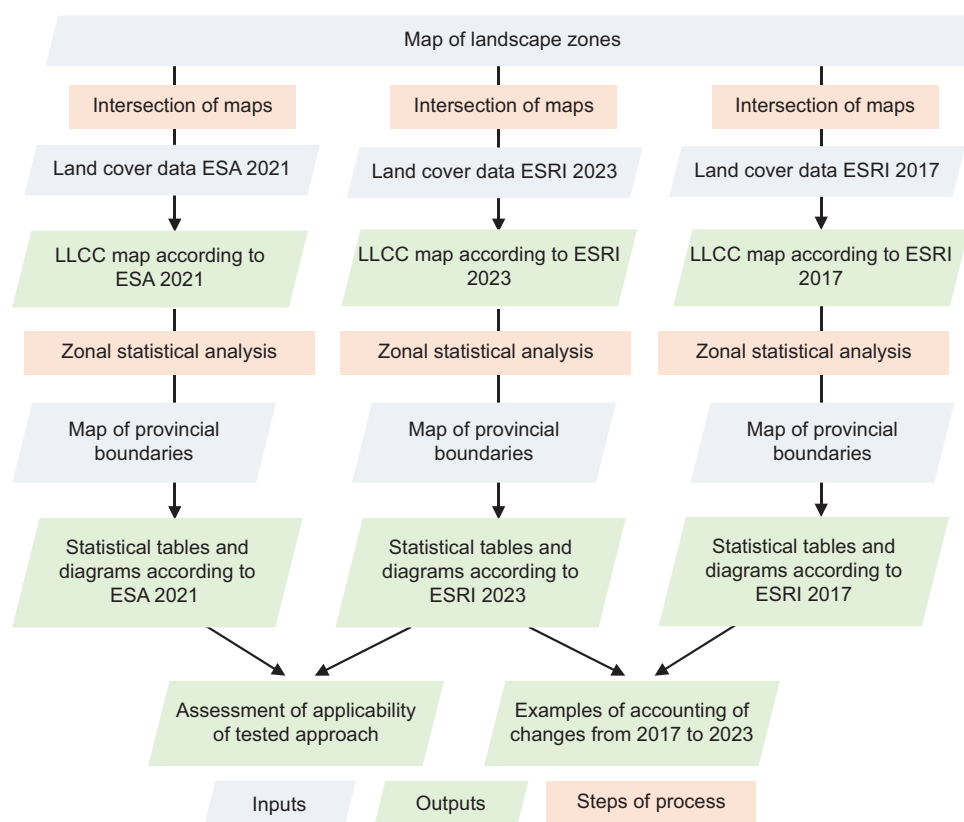 Map of landscape zones
Intersection of maps
Intersection of maps
Intersection of maps
Land cover data ESA 2021
Land cover data ESRI 2023
Land cover data ESRI 2017
LLCC map according to
ESA 2021
LLCC map according to ESRI
2023
LLCC map according to ESRI
2017
Zonal statistical analysis
Zonal statistical analysis
Zonal statistical analysis
Map of provincial
boundaries
Map of provincial
boundaries
Map of provincial
boundaries
Statistical tables and
diagrams according to
ESA 2021
Statistical tables and
diagrams according to
ESRI 2023
Statistical tables and
diagrams according to
ESRI 2017
Assessment of applicability
of tested approach
Examples of accounting of
changes from 2017 to 2023
Inputs
Outputs
Steps of process